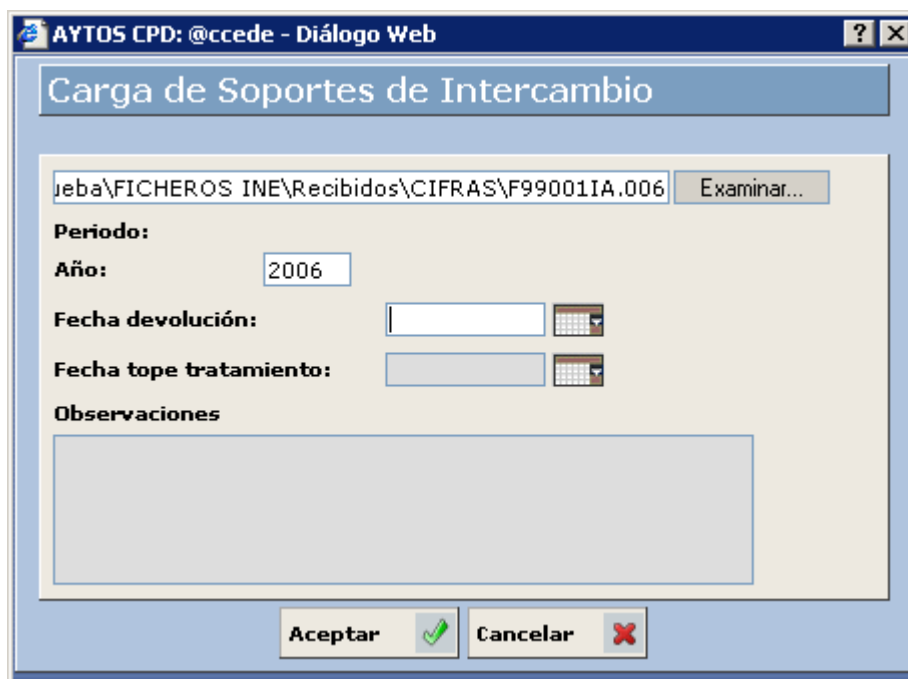 AYTOS CPD: @ccede - Diálogo Web
Carga de Soportes de Intercambio
ueba\FICHEROS INE\Recibidos\CIFRAS\F99001IA.006 Examinar...
Periodo:
Año: 2006
Fecha devolución:
Fecha tope tratamiento:
Observaciones
Aceptar Cancelar